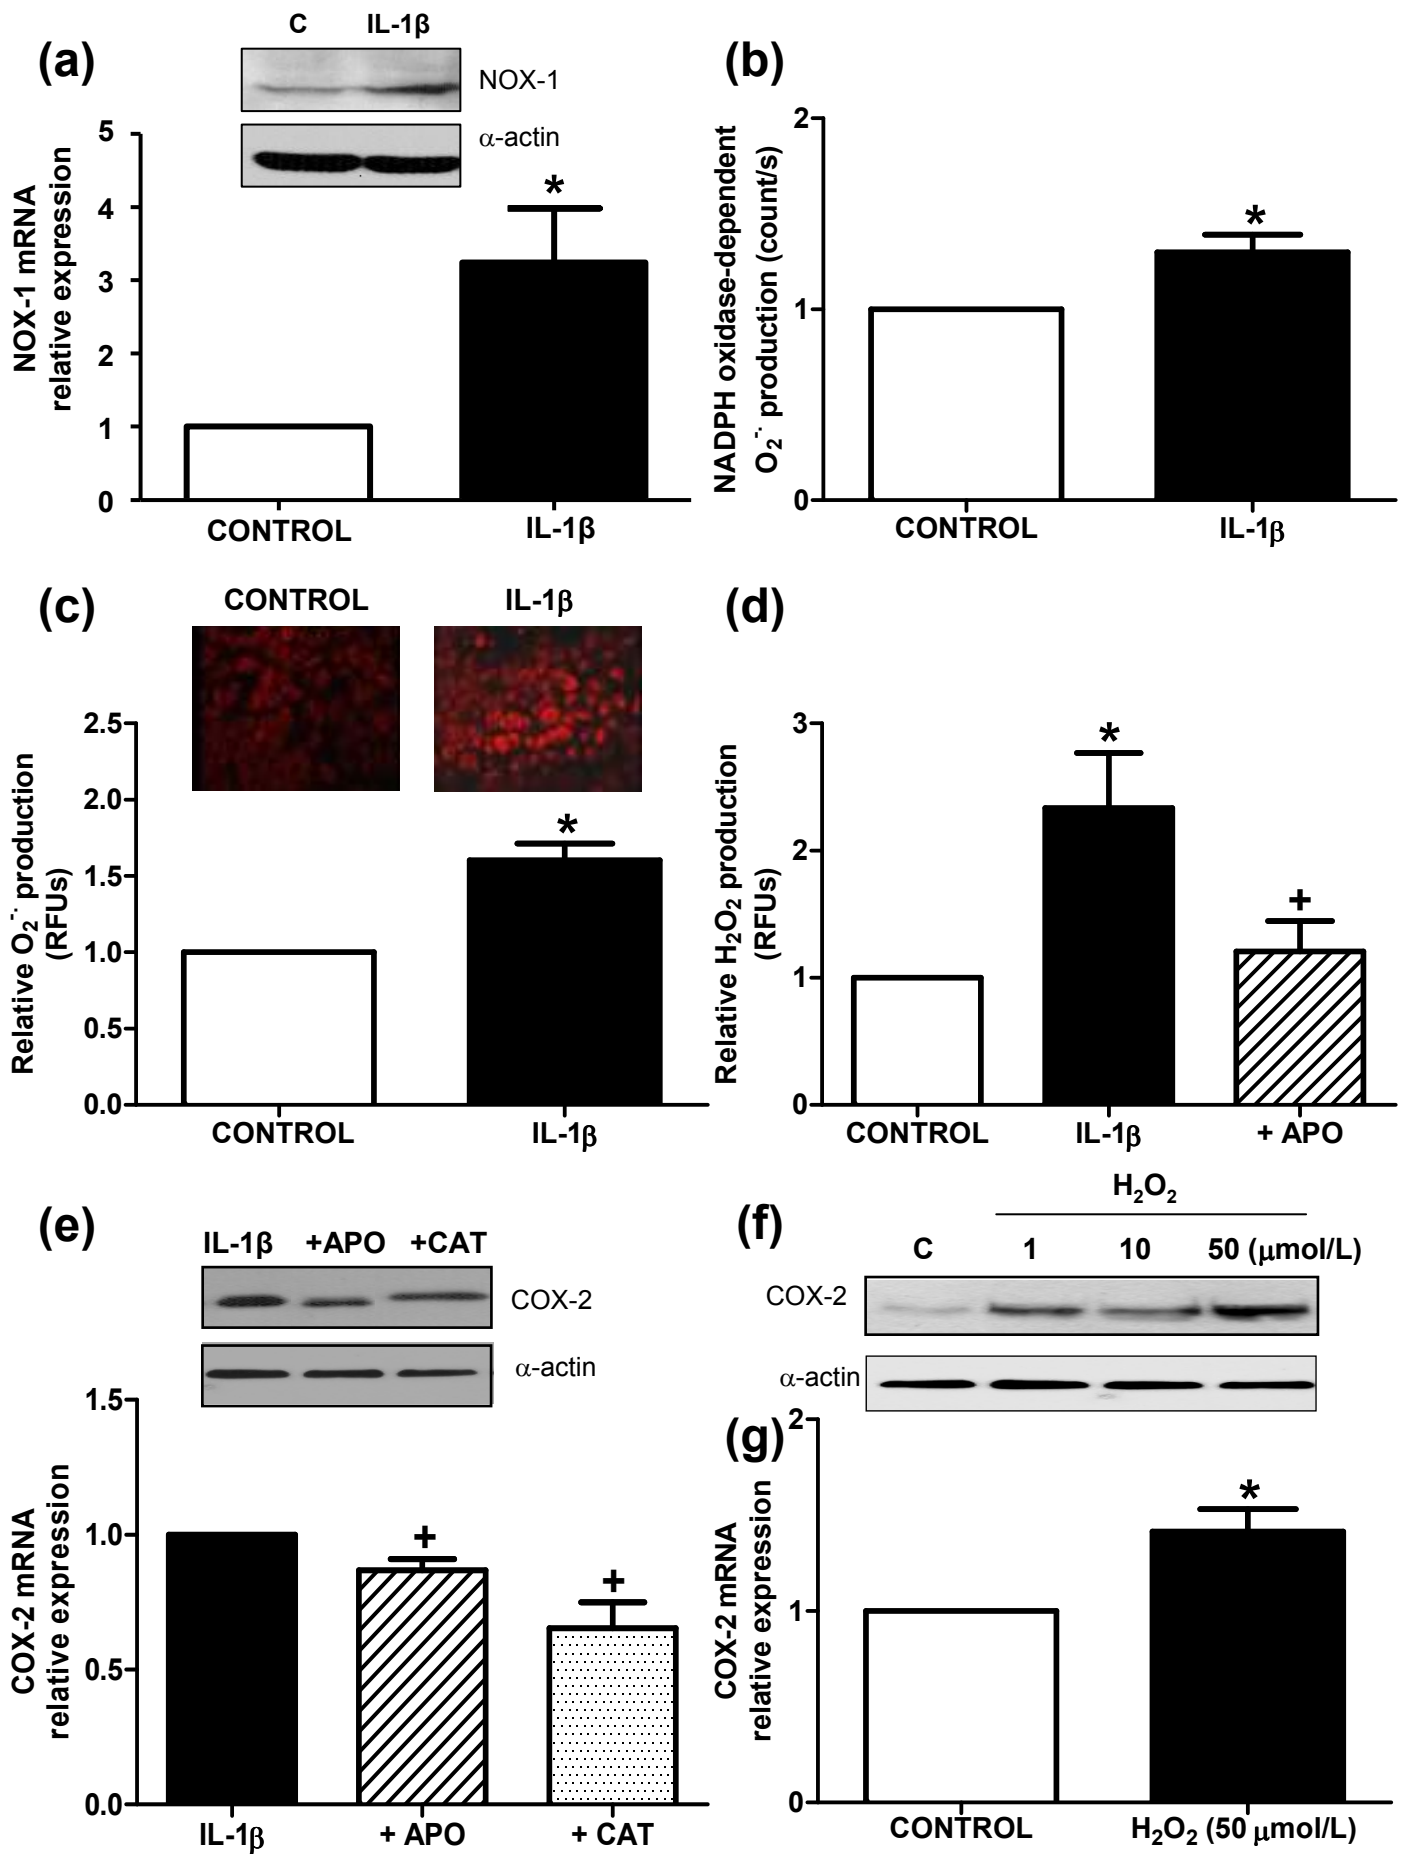 (a)
C IL-1β
NOX-1
α-actin
NOX-1 mRNA
relative expression
5
4
3
2
1
0
*
CONTROL IL-1β
(b)
NADPH oxidase-dependent
O₂⁻· production (count/s)
2
1
0
*
CONTROL IL-1β
(c)
CONTROL IL-1β
Relative O₂⁻· production
(RFUs)
2.5
2.0
1.5
1.0
0.5
0.0
*
CONTROL IL-1β
(d)
Relative H₂O₂ production
(RFUs)
3
2
1
0
*
+
CONTROL IL-1β + APO
(e)
IL-1β +APO +CAT
COX-2
α-actin
COX-2 mRNA
relative expression
1.5
1.0
0.5
0.0
+
+
IL-1β + APO + CAT
(f)
H₂O₂
C 1 10 50 (μmol/L)
COX-2
α-actin
(g)
COX-2 mRNA
relative expression
2
1
0
*
CONTROL H₂O₂ (50 μmol/L)